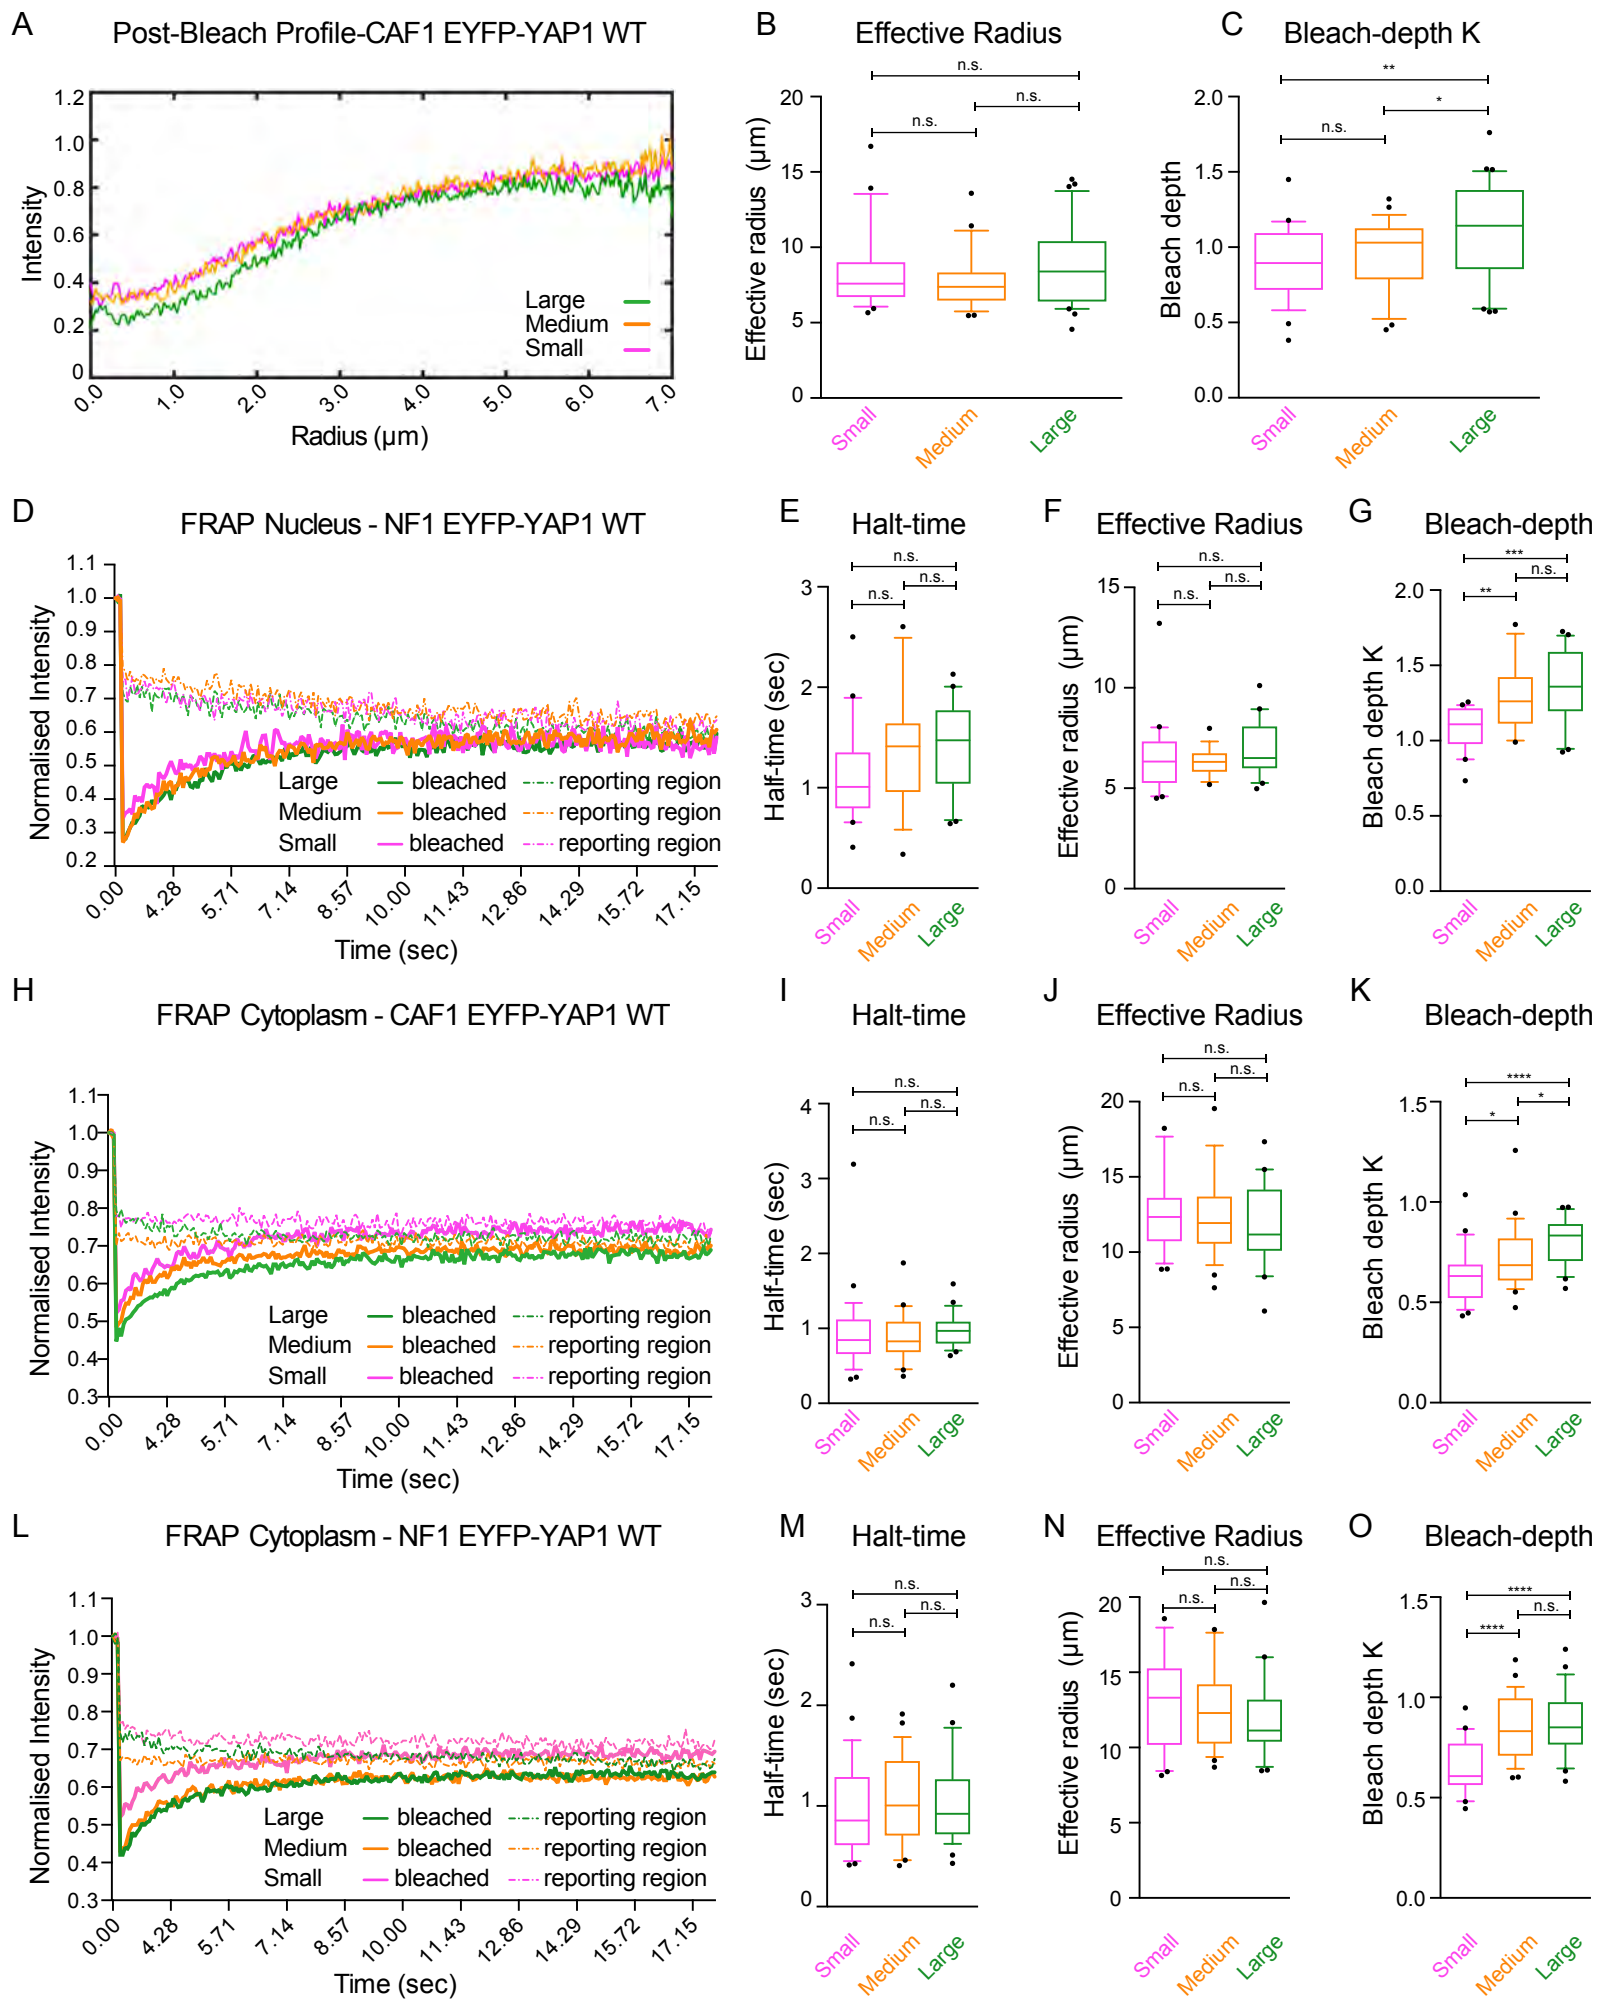 A
Post-Bleach Profile-CAF1 EYFP-YAP1 WT
Intensity
1.2
1.0
0.8
0.6
0.4
0.2
0
Large
Medium
Small
0.0
1.0
2.0
3.0
4.0
5.0
6.0
7.0
Radius (µm)
B
Effective Radius
n.s.
n.s.
n.s.
Effective radius (µm)
20
15
10
5
0
Small
Medium
Large
C
Bleach-depth K
**
*
n.s.
Bleach depth
2.0
1.5
1.0
0.5
0.0
Small
Medium
Large
D
FRAP Nucleus - NF1 EYFP-YAP1 WT
Normalised Intensity
1.1
1.0
0.9
0.8
0.7
0.6
0.5
0.4
0.3
0.2
Large bleached reporting region
Medium bleached reporting region
Small bleached reporting region
0.00
4.28
5.71
7.14
8.57
10.00
11.43
12.86
14.29
15.72
17.15
Time (sec)
E
Halt-time
n.s.
n.s.
n.s.
Half-time (sec)
3
2
1
0
Small
Medium
Large
F
Effective Radius
n.s.
n.s.
n.s.
Effective radius (µm)
15
10
5
0
Small
Medium
Large
G
Bleach-depth
***
n.s.
**
Bleach depth K
2.0
1.5
1.0
0.5
0.0
Small
Medium
Large
H
FRAP Cytoplasm - CAF1 EYFP-YAP1 WT
Normalised Intensity
1.1
1.0
0.9
0.8
0.7
0.6
0.5
0.4
0.3
Large bleached reporting region
Medium bleached reporting region
Small bleached reporting region
0.00
4.28
5.71
7.14
8.57
10.00
11.43
12.86
14.29
15.72
17.15
Time (sec)
I
Halt-time
n.s.
n.s.
n.s.
Half-time (sec)
4
3
2
1
0
Small
Medium
Large
J
Effective Radius
n.s.
n.s.
n.s.
Effective radius (µm)
20
15
10
5
0
Small
Medium
Large
K
Bleach-depth
****
*
*
Bleach depth K
1.5
1.0
0.5
0.0
Small
Medium
Large
L
FRAP Cytoplasm - NF1 EYFP-YAP1 WT
Normalised Intensity
1.1
1.0
0.9
0.8
0.7
0.6
0.5
0.4
0.3
Large bleached reporting region
Medium bleached reporting region
Small bleached reporting region
0.00
4.28
5.71
7.14
8.57
10.00
11.43
12.86
14.29
15.72
17.15
Time (sec)
M
Halt-time
n.s.
n.s.
n.s.
Half-time (sec)
3
2
1
0
Small
Medium
Large
N
Effective Radius
n.s.
n.s.
n.s.
Effective radius (µm)
20
15
10
5
0
Small
Medium
Large
O
Bleach-depth
****
n.s.
****
Bleach depth K
1.5
1.0
0.5
0.0
Small
Medium
Large